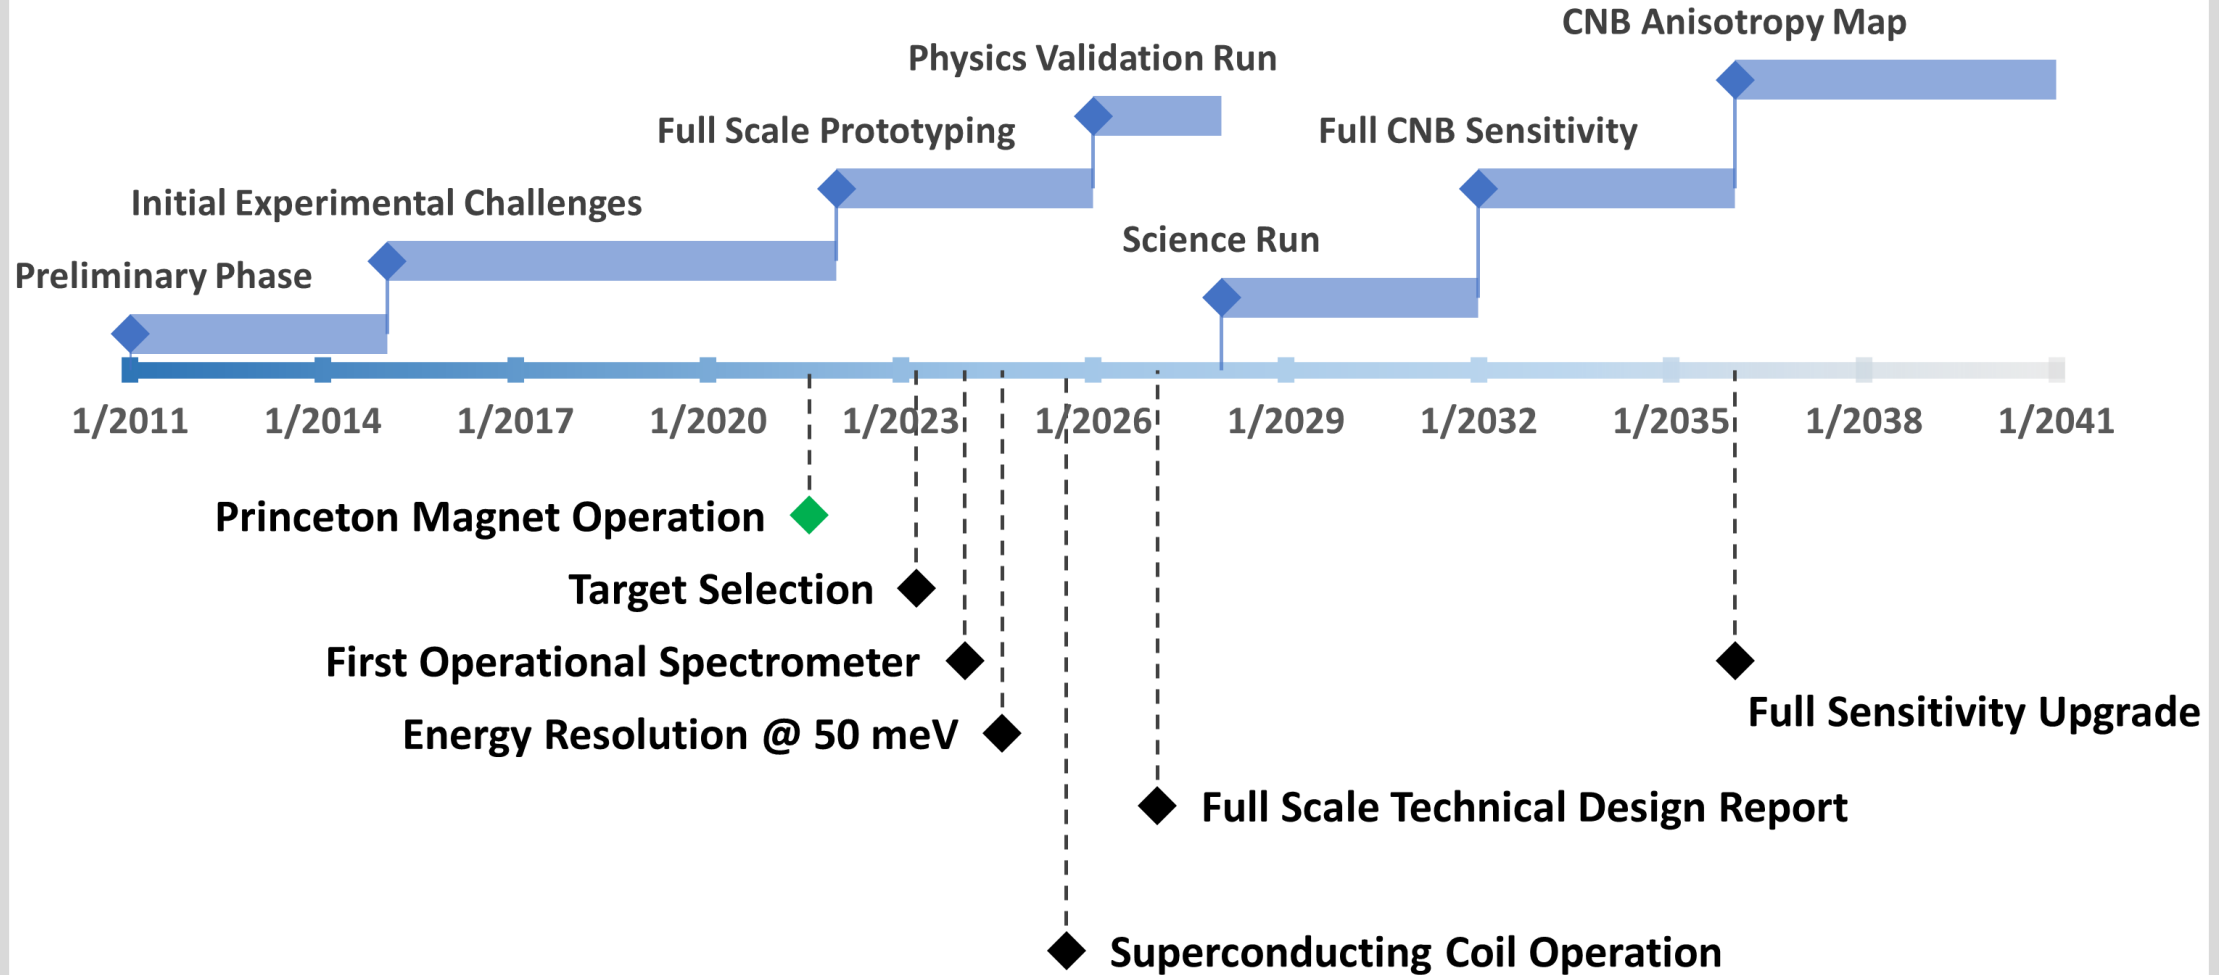 CNB Anisotropy Map
Physics Validation Run
Full Scale Prototyping
Full CNB Sensitivity
Initial Experimental Challenges
Science Run
Preliminary Phase
1/2011 1/2014 1/2017 1/2020 1/2023 1/2026 1/2029 1/2032 1/2035 1/2038 1/2041
Princeton Magnet Operation
Target Selection
First Operational Spectrometer
Full Sensitivity Upgrade
Energy Resolution @ 50 meV
Full Scale Technical Design Report
Superconducting Coil Operation